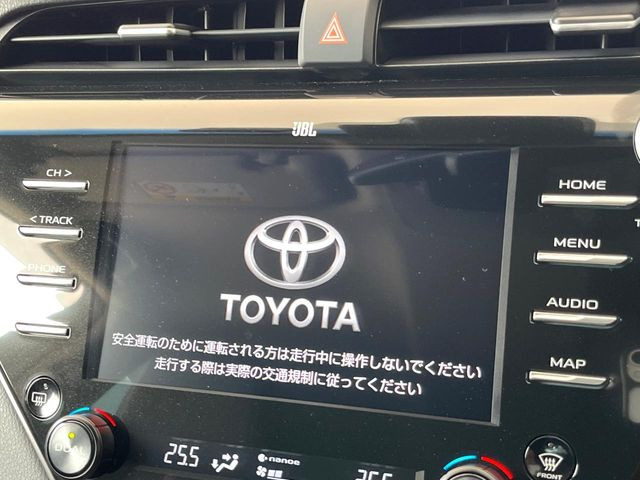 JBL
CH >
< TRACK
PHONE
HOME
MENU
AUDIO
MAP
TOYOTA
安全運転のために運転される方は走行中に操作しないでください
走行する際は実際の交通規制に従ってください
DUAL
25.5
nanoe
FRONT